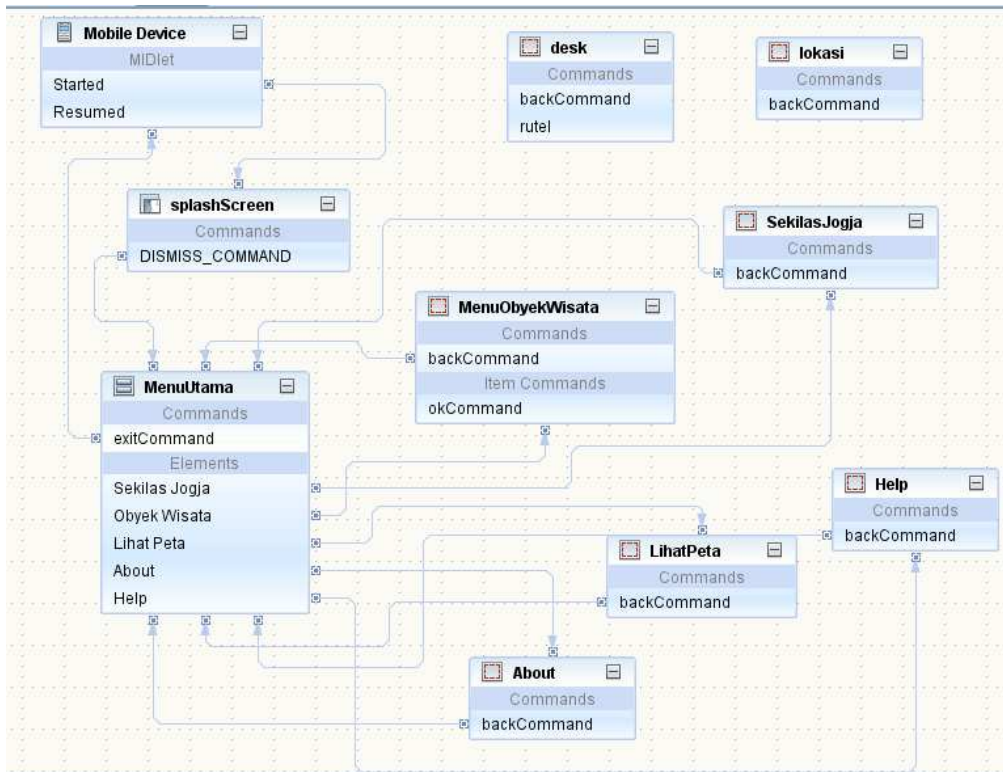 Mobile Device
MIDlet
Started
Resumed
desk
Commands
backCommand
rutel
lokasi
Commands
backCommand
splashScreen
Commands
DISMISS_COMMAND
SekilasJogja
Commands
backCommand
MenuObyekWisata
Commands
backCommand
Item Commands
okCommand
MenuUtama
Commands
exitCommand
Elements
Sekilas Jogja
Obyek Wisata
Lihat Peta
About
Help
Help
Commands
backCommand
LihatPeta
Commands
backCommand
About
Commands
backCommand